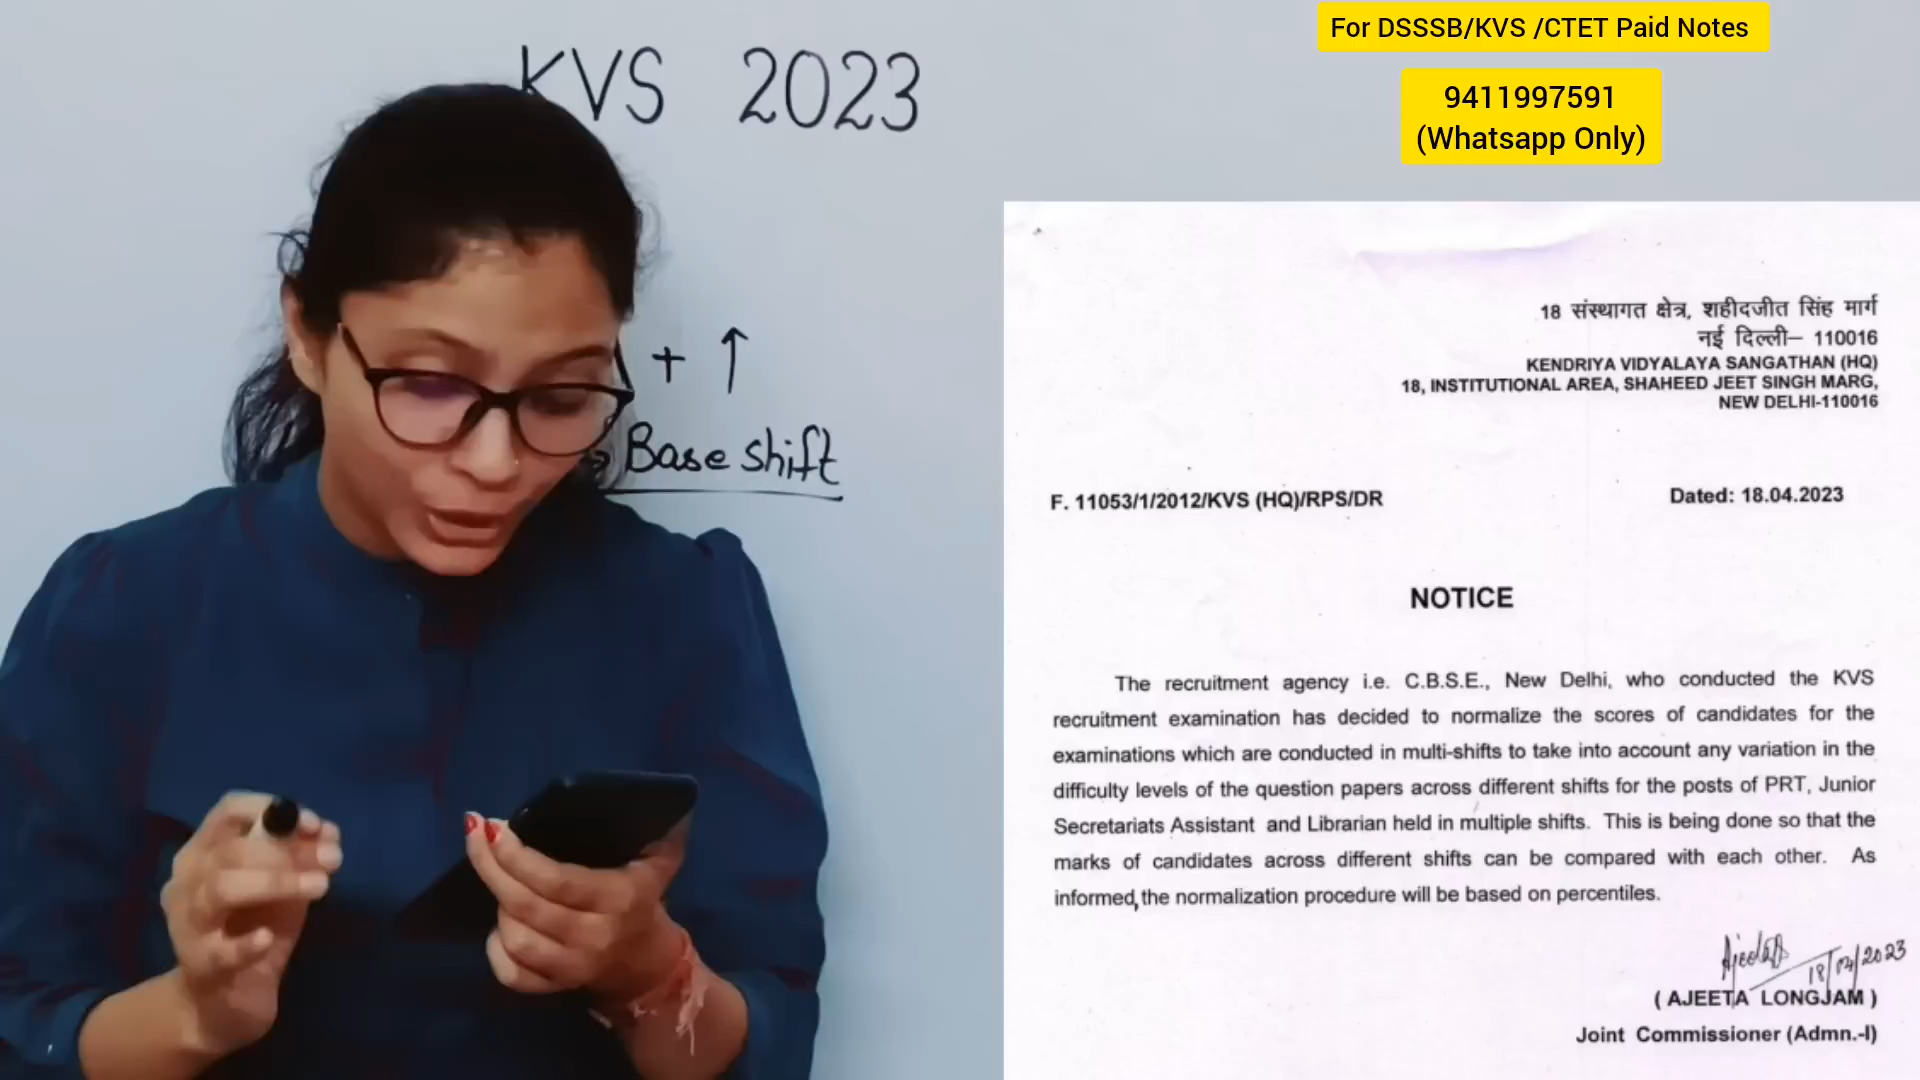 For DSSSB/KVS /CTET Paid Notes
9411997591
(Whatsapp Only)
KVS 2023
+ ↑
→ Base shift
18 संस्थागत क्षेत्र, शहीदजीत सिंह मार्ग
नई दिल्ली– 110016
KENDRIYA VIDYALAYA SANGATHAN (HQ)
18, INSTITUTIONAL AREA, SHAHEED JEET SINGH MARG,
NEW DELHI-110016
F. 11053/1/2012/KVS (HQ)/RPS/DR
Dated: 18.04.2023
NOTICE
The recruitment agency i.e. C.B.S.E., New Delhi, who conducted the KVS
recruitment examination has decided to normalize the scores of candidates for the
examinations which are conducted in multi-shifts to take into account any variation in the
difficulty levels of the question papers across different shifts for the posts of PRT, Junior
Secretariats Assistant and Librarian held in multiple shifts. This is being done so that the
marks of candidates across different shifts can be compared with each other. As
informed, the normalization procedure will be based on percentiles.
18/04/2023
( AJEETA LONGJAM )
Joint Commissioner (Admn.-I)